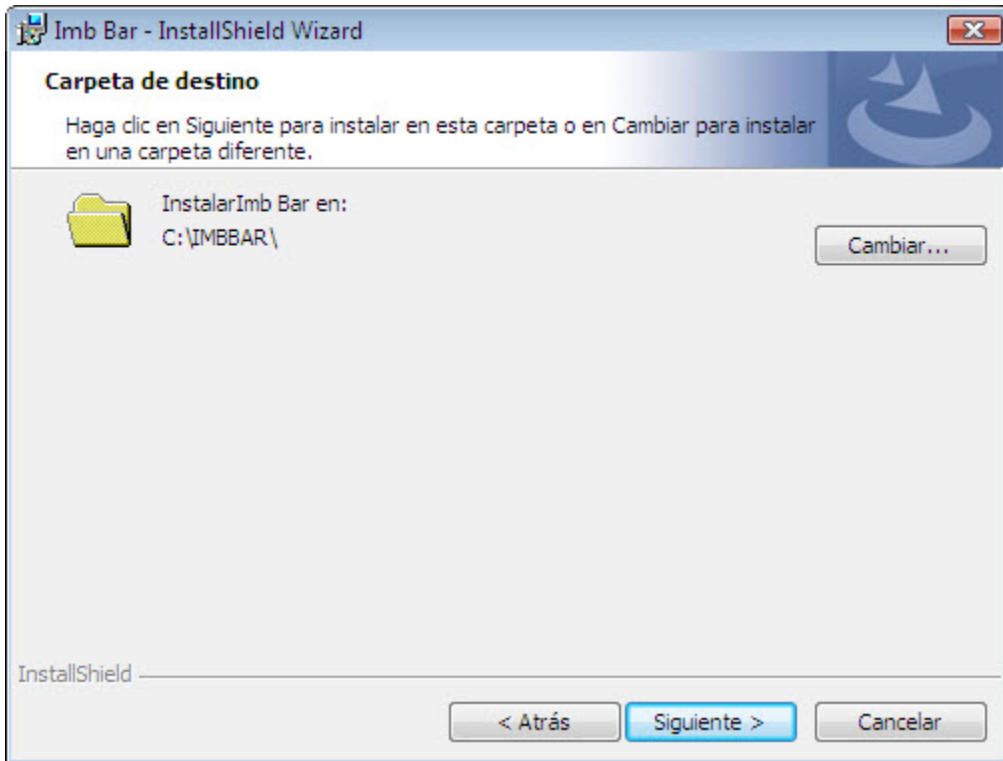 Imb Bar - InstallShield Wizard
Carpeta de destino
Haga clic en Siguiente para instalar en esta carpeta o en Cambiar para instalar
en una carpeta diferente.
InstalarImb Bar en:
C:\IMBBAR\
Cambiar...
InstallShield
< Atrás
Siguiente >
Cancelar